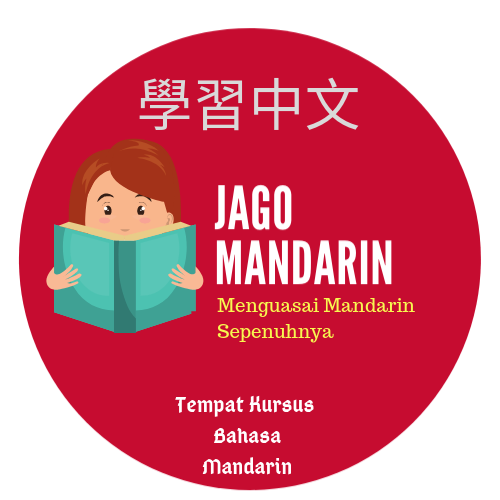 學習中文
JAGO
MANDARIN
Menguasai Mandarin
Sepenuhnya
Tempat Kursus
Bahasa
Mandarin